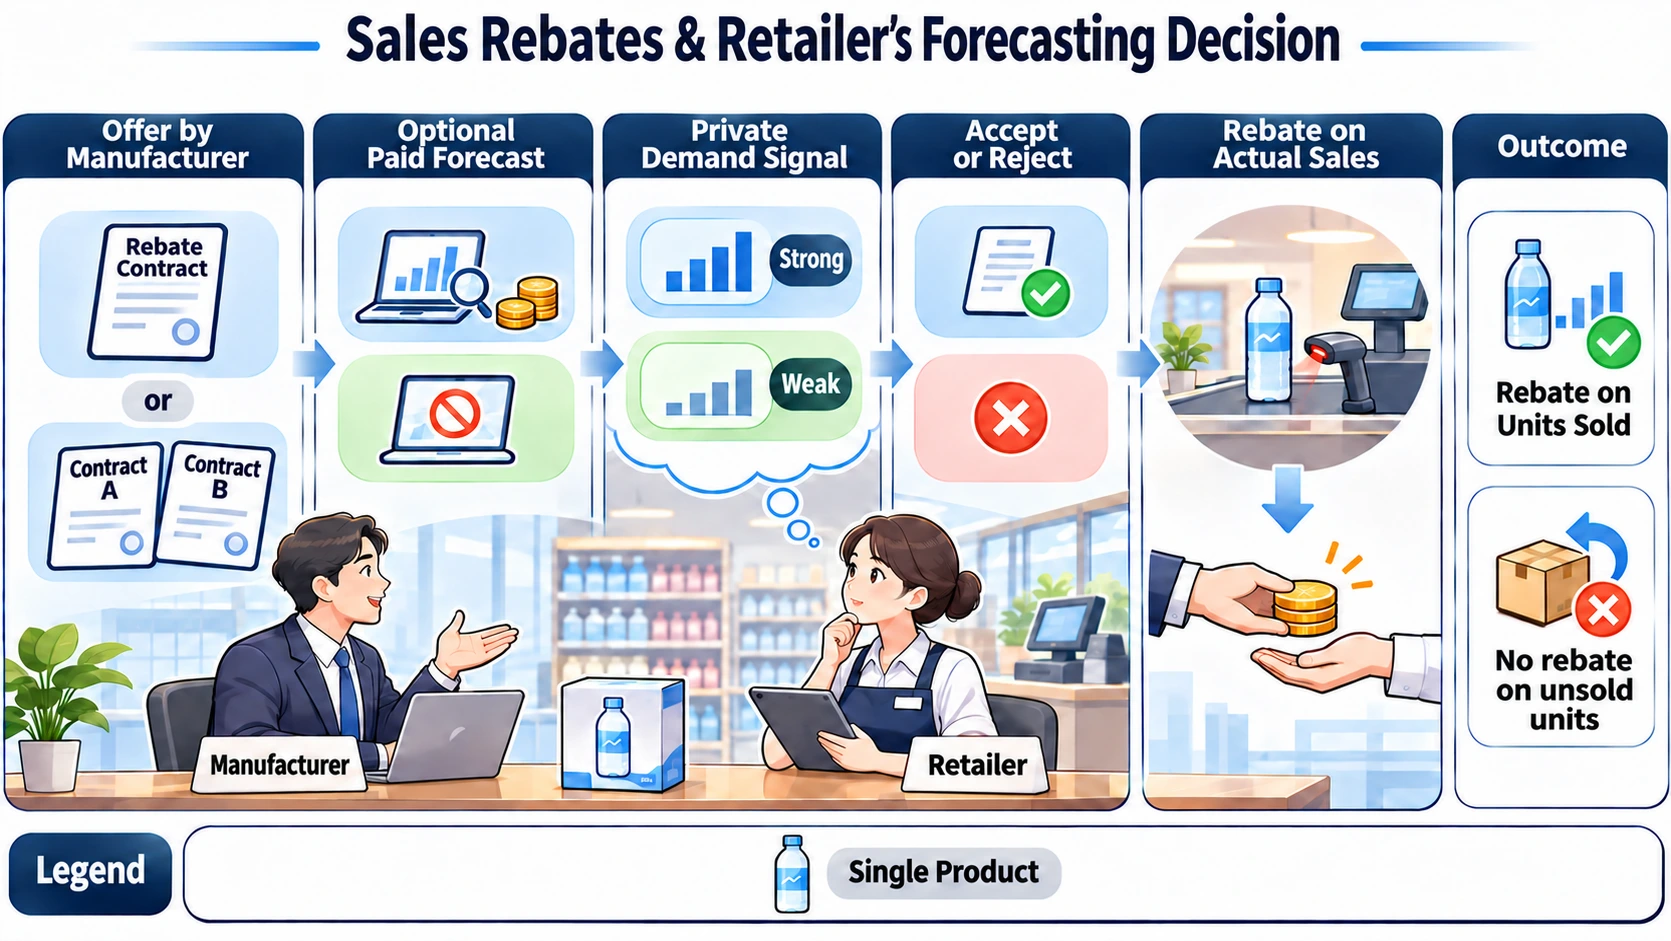 Sales Rebates & Retailer's Forecasting Decision
Offer by
Manufacturer
Optional
Paid Forecast
Private
Demand Signal
Accept
or Reject
Rebate on
Actual Sales
Outcome
Rebate
Contract
or
Contract
A
Contract
B
Strong
Weak
Manufacturer
Retailer
Rebate on
Units Sold
No rebate
on unsold
units
Legend
Single Product